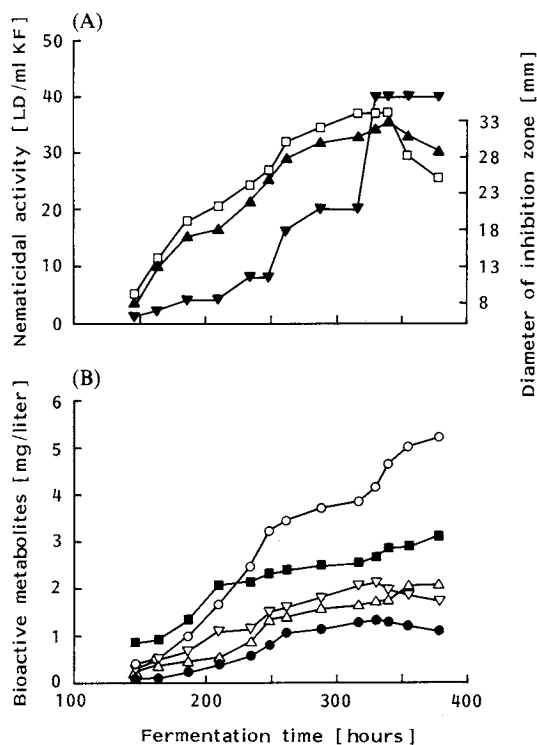 (A)
Nematicidal activity [LD/ml KF]
50
40
30
20
10
0
Diameter of inhibition zone [mm]
33
28
23
18
13
8
(B)
Bioactive metabolites [mg/liter]
6
5
4
3
2
1
0
100 200 300 400
Fermentation time [hours]